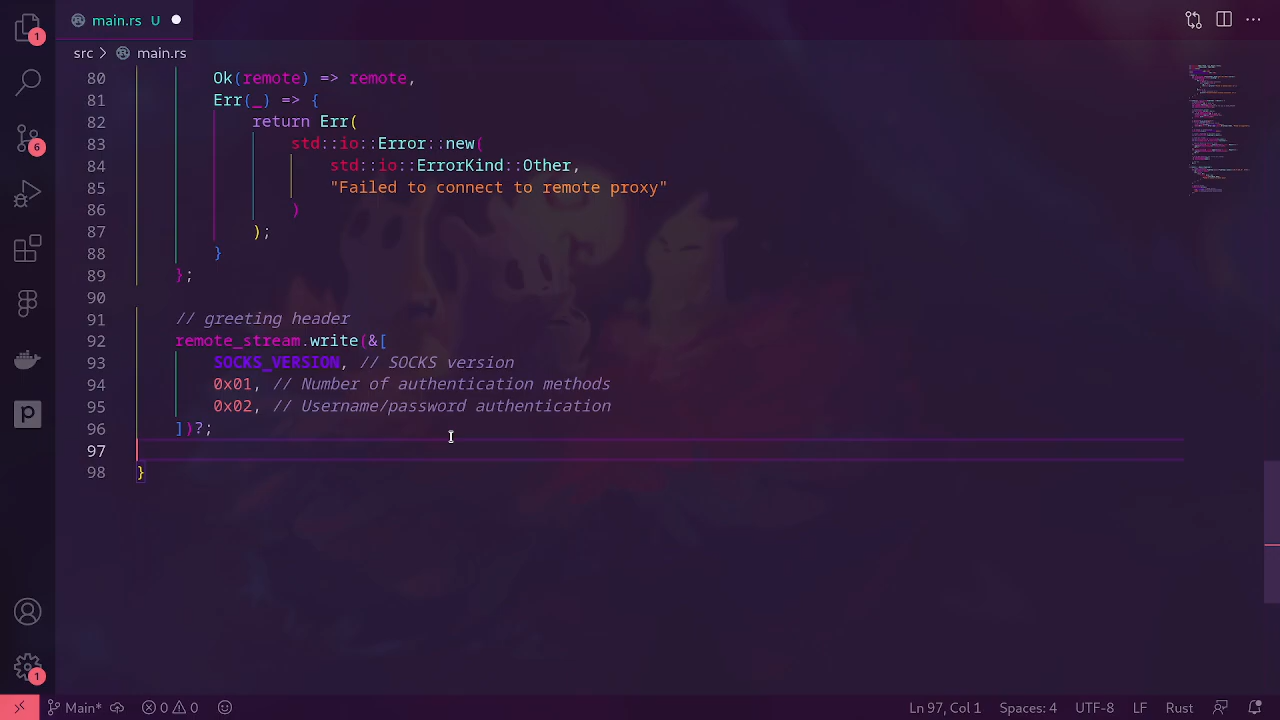 1
6
1
main.rs U
src > main.rs
80 Ok(remote) => remote,
81 Err(_) => {
82 return Err(
83 std::io::Error::new(
84 std::io::ErrorKind::Other,
85 "Failed to connect to remote proxy"
86 )
87 );
88 }
89 };
90
91 // greeting header
92 remote_stream.write(&[
93 SOCKS_VERSION, // SOCKS version
94 0x01, // Number of authentication methods
95 0x02, // Username/password authentication
96 ])?;
97
98 }
Main* 0 0 Ln 97, Col 1 Spaces: 4 UTF-8 LF Rust